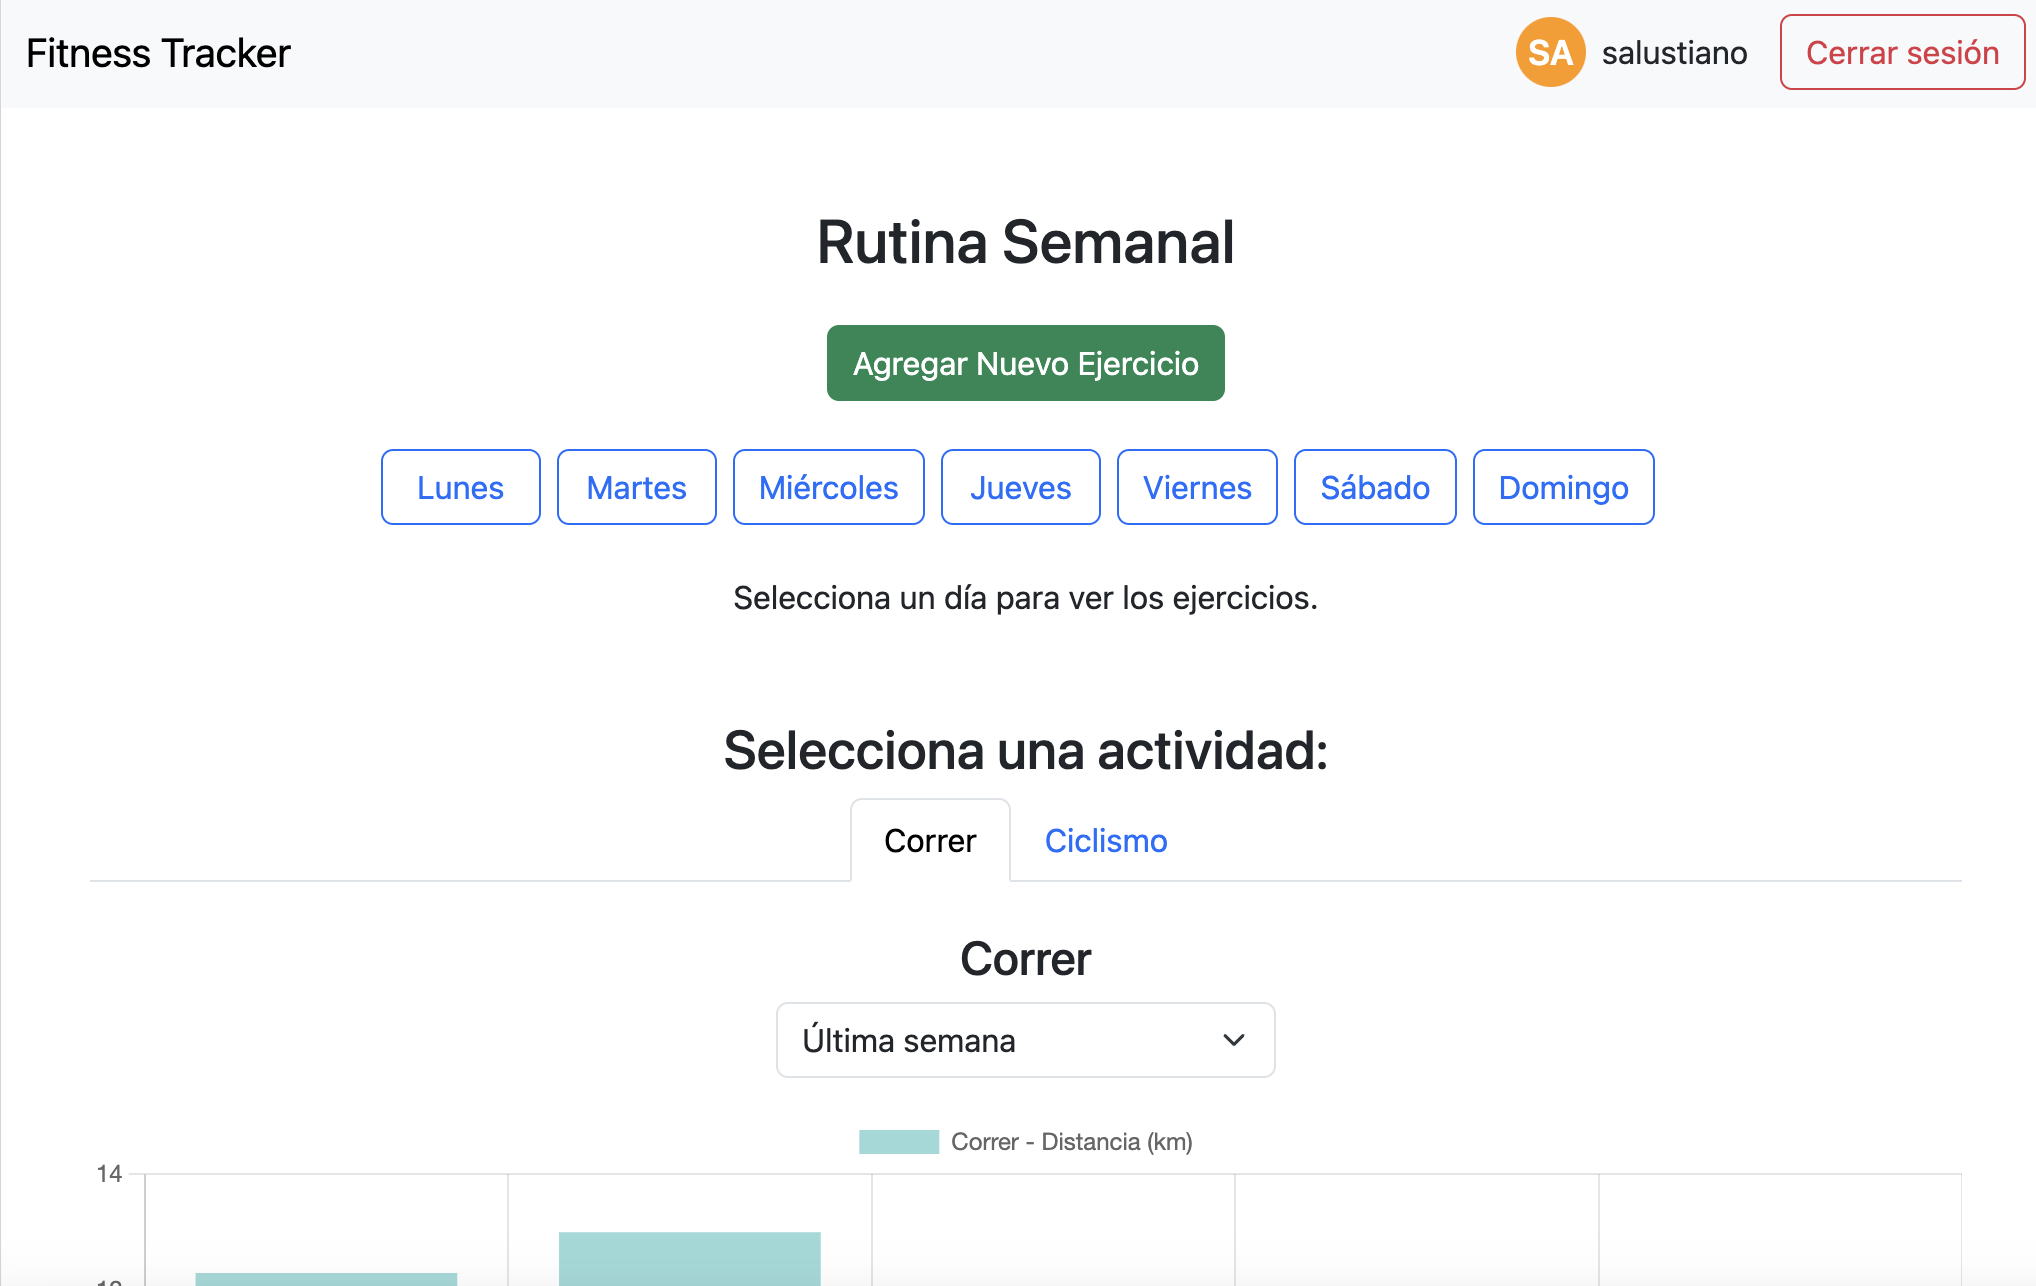 Fitness Tracker
SA salustiano Cerrar sesión
Rutina Semanal
Agregar Nuevo Ejercicio
Lunes Martes Miércoles Jueves Viernes Sábado Domingo
Selecciona un día para ver los ejercicios.
Selecciona una actividad:
Correr Ciclismo
Correr
Última semana
Correr - Distancia (km)
14